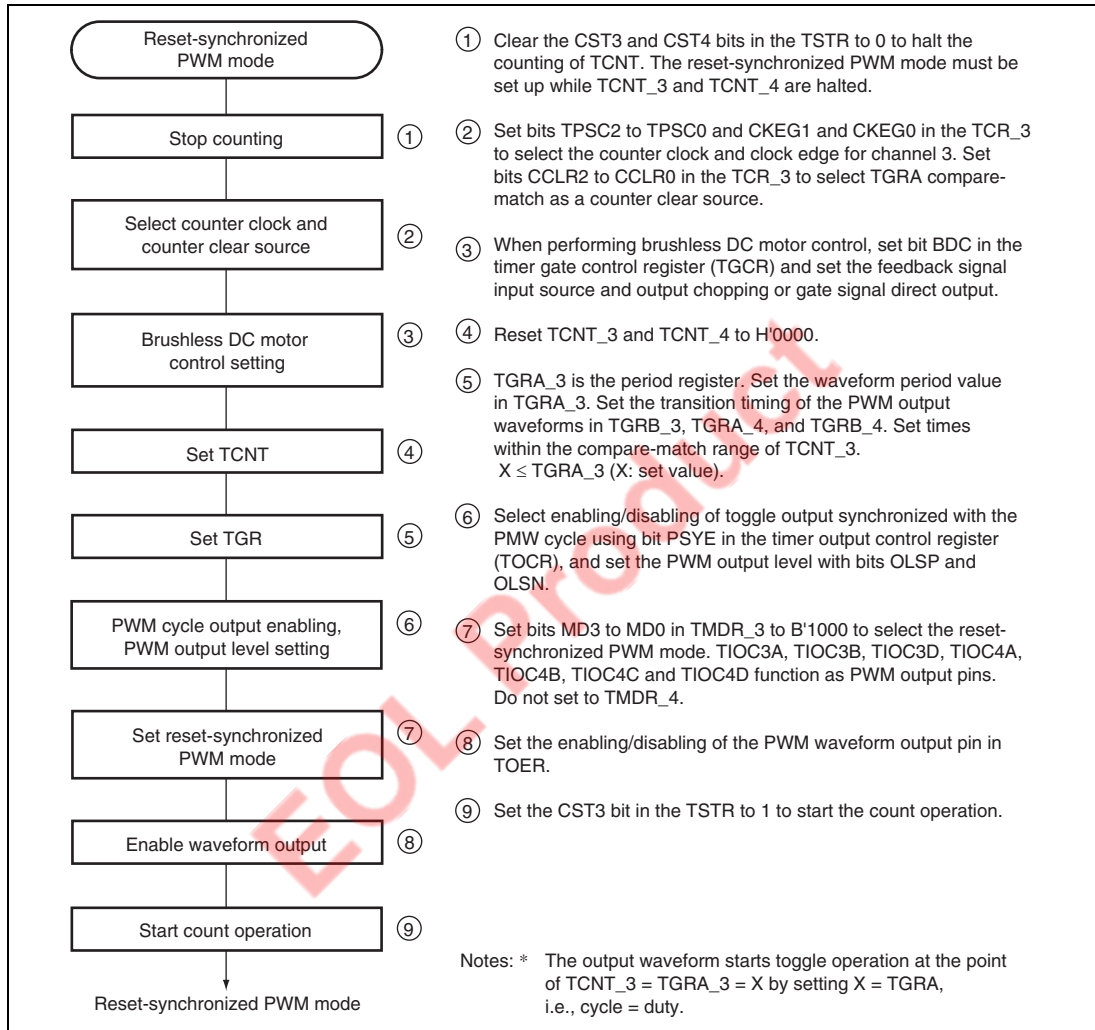 Reset-synchronized
PWM mode
Stop counting
①
Select counter clock and
counter clear source
②
Brushless DC motor
control setting
③
Set TCNT
④
Set TGR
⑤
PWM cycle output enabling,
PWM output level setting
⑥
Set reset-synchronized
PWM mode
⑦
Enable waveform output
⑧
Start count operation
⑨
Reset-synchronized PWM mode
① Clear the CST3 and CST4 bits in the TSTR to 0 to halt the
counting of TCNT. The reset-synchronized PWM mode must be
set up while TCNT_3 and TCNT_4 are halted.
② Set bits TPSC2 to TPSC0 and CKEG1 and CKEG0 in the TCR_3
to select the counter clock and clock edge for channel 3. Set
bits CCLR2 to CCLR0 in the TCR_3 to select TGRA compare-
match as a counter clear source.
③ When performing brushless DC motor control, set bit BDC in the
timer gate control register (TGCR) and set the feedback signal
input source and output chopping or gate signal direct output.
④ Reset TCNT_3 and TCNT_4 to H'0000.
⑤ TGRA_3 is the period register. Set the waveform period value
in TGRA_3. Set the transition timing of the PWM output
waveforms in TGRB_3, TGRA_4, and TGRB_4. Set times
within the compare-match range of TCNT_3.
X ≤ TGRA_3 (X: set value).
⑥ Select enabling/disabling of toggle output synchronized with the
PMW cycle using bit PSYE in the timer output control register
(TOCR), and set the PWM output level with bits OLSP and
OLSN.
⑦ Set bits MD3 to MD0 in TMDR_3 to B'1000 to select the reset-
synchronized PWM mode. TIOC3A, TIOC3B, TIOC3D, TIOC4A,
TIOC4B, TIOC4C and TIOC4D function as PWM output pins.
Do not set to TMDR_4.
⑧ Set the enabling/disabling of the PWM waveform output pin in
TOER.
⑨ Set the CST3 bit in the TSTR to 1 to start the count operation.
Notes: * The output waveform starts toggle operation at the point
of TCNT_3 = TGRA_3 = X by setting X = TGRA,
i.e., cycle = duty.
EOL Product